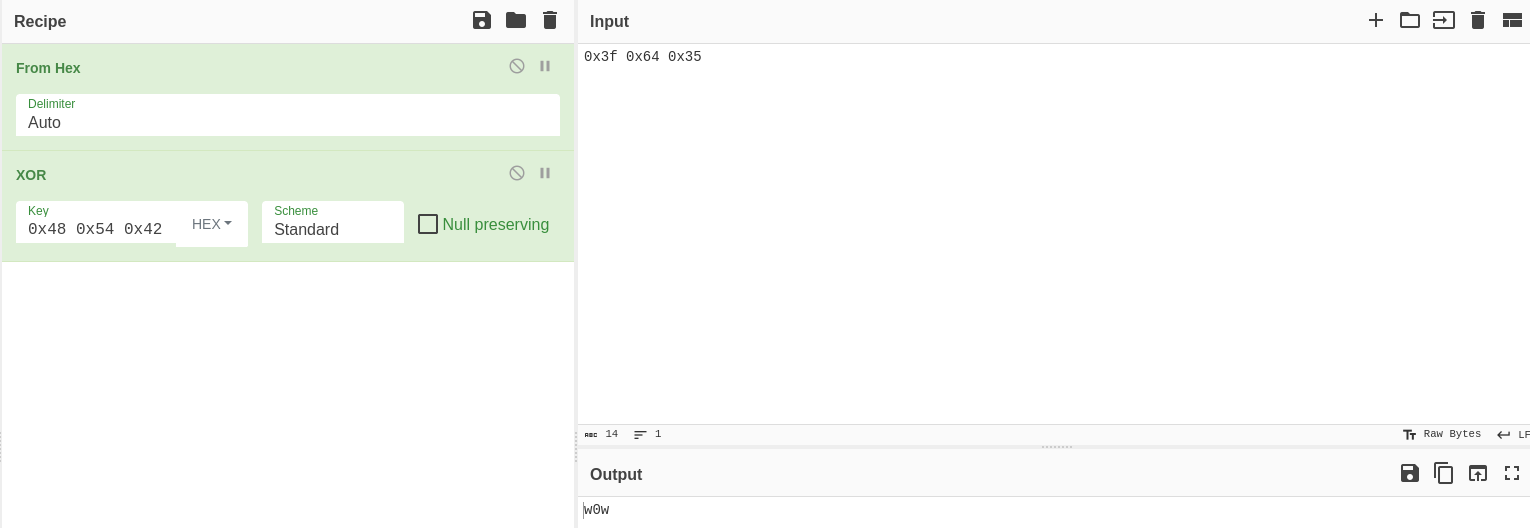 Recipe
From Hex
Delimiter
Auto
XOR
Key
0x48 0x54 0x42
HEX
Scheme
Standard
Null preserving
Input
0x3f 0x64 0x35
ABC 14 1
Raw Bytes LF
Output
w0w